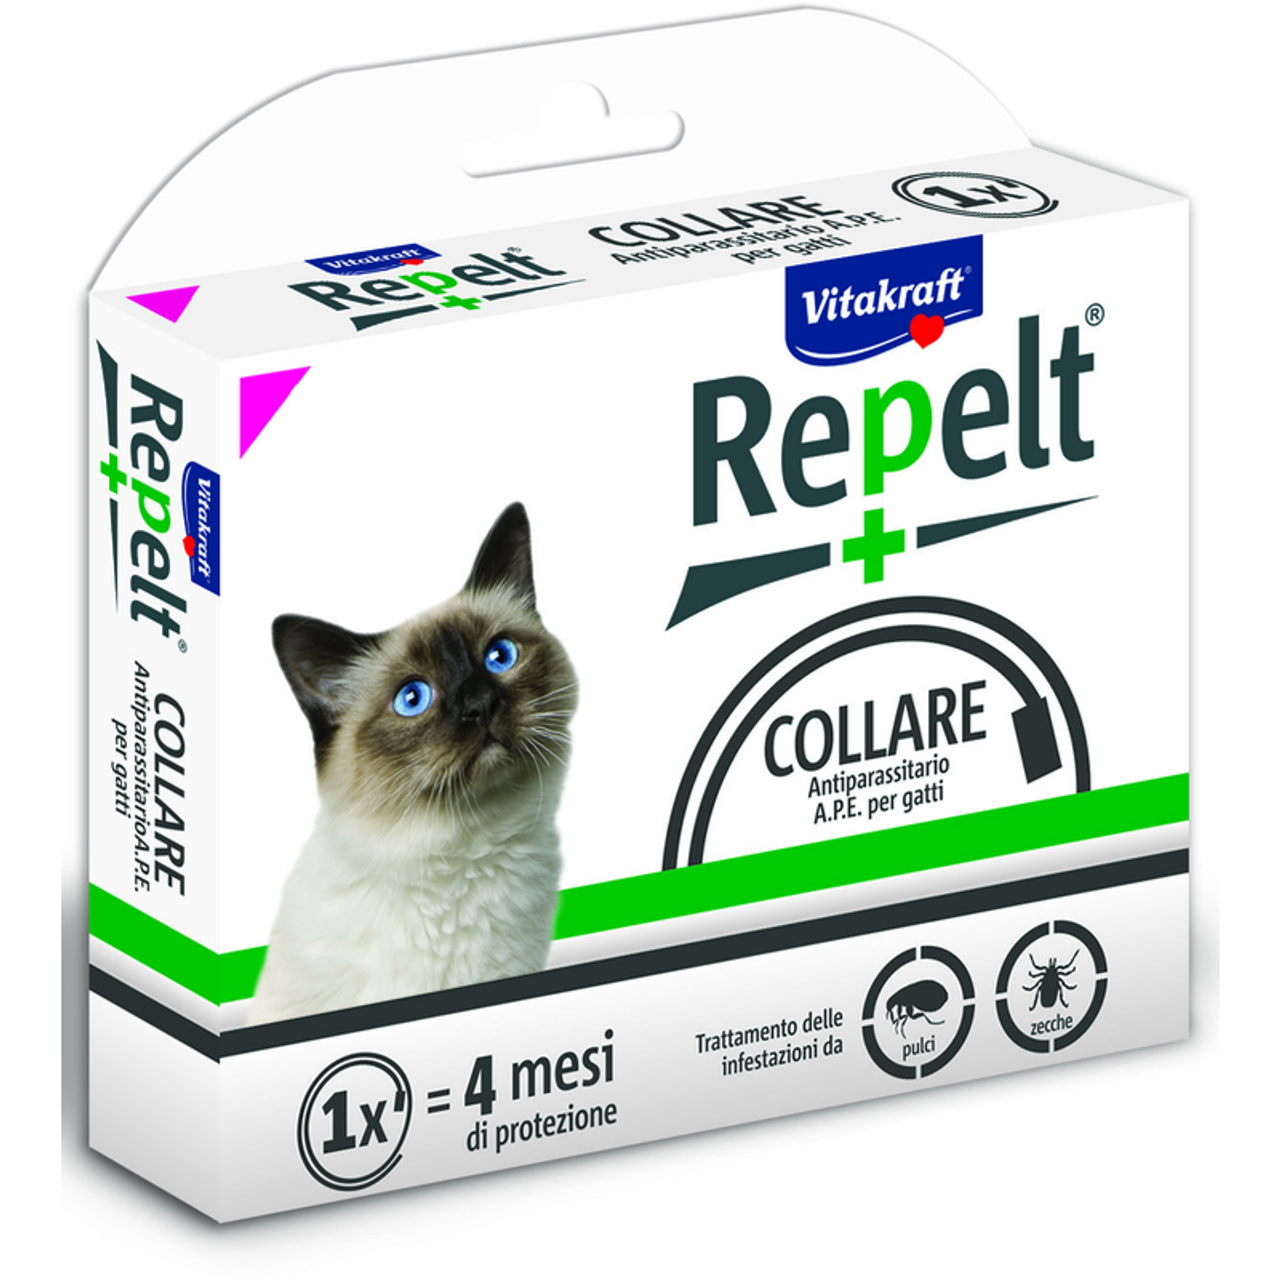 Vitakraft
Repelt®
+
COLLARE
Antiparassitario A.P.E.
per gatti
1x
Vitakraft®
Repelt®
+
COLLARE
Antiparassitario
A.P.E. per gatti
Trattamento delle
infestazioni da
pulci
zecche
1x = 4 mesi
di protezione
Vitakraft
Repelt®
+
COLLARE
Antiparassitario A.P.E.
per gatti